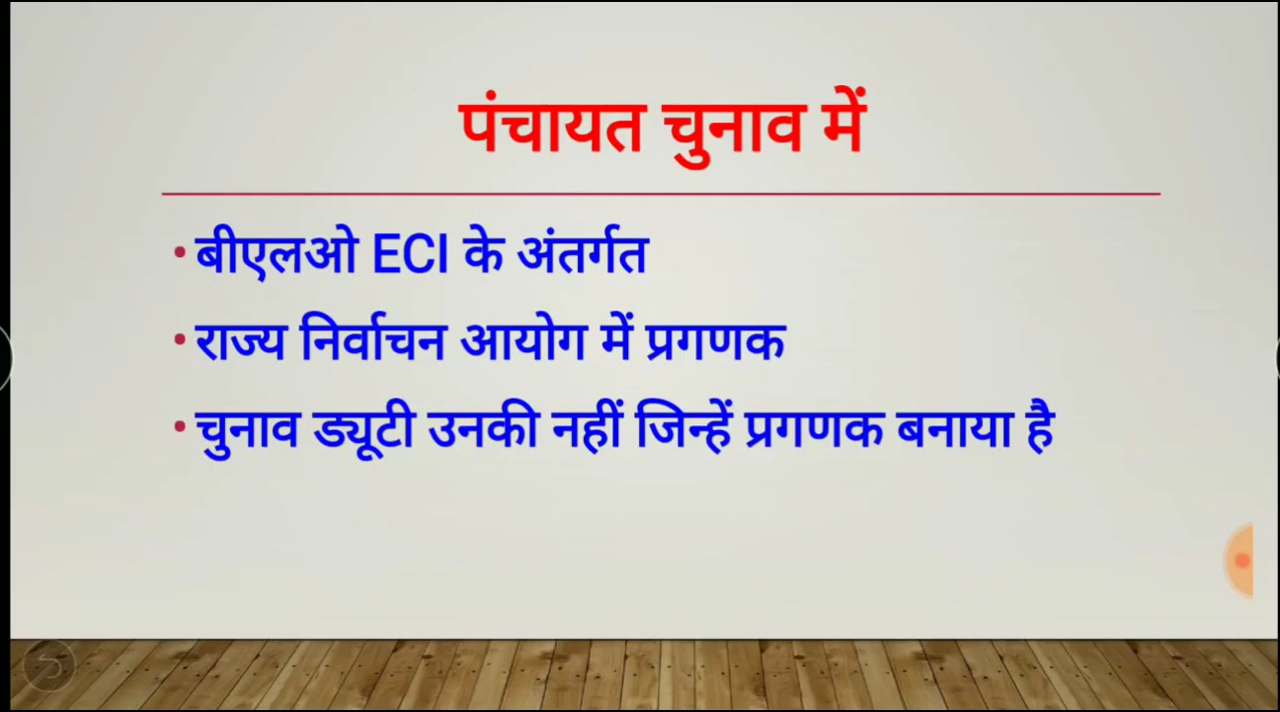 पंचायत चुनाव में
• बीएलओ ECI के अंतर्गत
• राज्य निर्वाचन आयोग में प्रगणक
• चुनाव ड्यूटी उनकी नहीं जिन्हें प्रगणक बनाया है